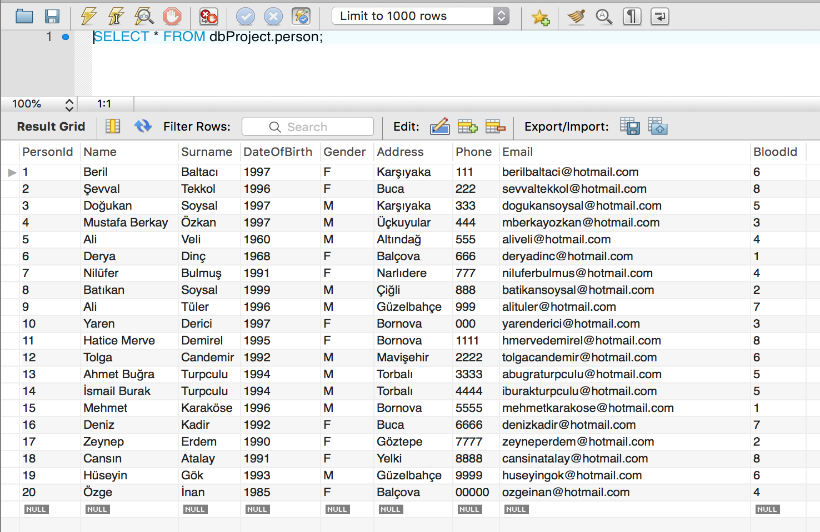 Limit to 1000 rows
1 SELECT * FROM dbProject.person;
100% 1:1
Result Grid Filter Rows: Search Edit: Export/Import:
PersonId Name Surname DateOfBirth Gender Address Phone Email BloodId
1 Beril Baltacı 1997 F Karşıyaka 111 berilbaltaci@hotmail.com 6
2 Şevval Tekkol 1996 F Buca 222 sevvaltekkol@hotmail.com 8
3 Doğukan Soysal 1997 M Karşıyaka 333 dogukansoysal@hotmail.com 5
4 Mustafa Berkay Özkan 1997 M Üçkuyular 444 mberkayozkan@hotmail.com 3
5 Ali Veli 1960 M Altındağ 555 aliveli@hotmail.com 4
6 Derya Dinç 1968 F Balçova 666 deryadinc@hotmail.com 1
7 Nilüfer Bulmuş 1991 F Narlıdere 777 niluferbulmus@hotmail.com 4
8 Batıkan Soysal 1999 M Çiğli 888 batikansoysal@hotmail.com 2
9 Ali Tüler 1996 M Güzelbahçe 999 alituler@hotmail.com 7
10 Yaren Derici 1997 F Bornova 000 yarenderici@hotmail.com 3
11 Hatice Merve Demirel 1995 F Bornova 1111 hmervedemirel@hotmail.com 8
12 Tolga Candemir 1992 M Mavişehir 2222 tolgacandemir@hotmail.com 6
13 Ahmet Buğra Turpculu 1994 M Torbalı 3333 abugraturpculu@hotmail.com 5
14 İsmail Burak Turpculu 1994 M Torbalı 4444 iburakturpculu@hotmail.com 5
15 Mehmet Karaköse 1996 M Bornova 5555 mehmetkarakose@hotmail.com 1
16 Deniz Kadir 1992 F Buca 6666 denizkadir@hotmail.com 7
17 Zeynep Erdem 1990 F Göztepe 7777 zeyneperdem@hotmail.com 2
18 Cansın Atalay 1991 F Yelki 8888 cansinatalay@hotmail.com 8
19 Hüseyin Gök 1993 M Güzelbahçe 9999 huseyingok@hotmail.com 6
20 Özge İnan 1985 F Balçova 00000 ozgeinan@hotmail.com 4
NULL NULL NULL NULL NULL NULL NULL NULL NULL